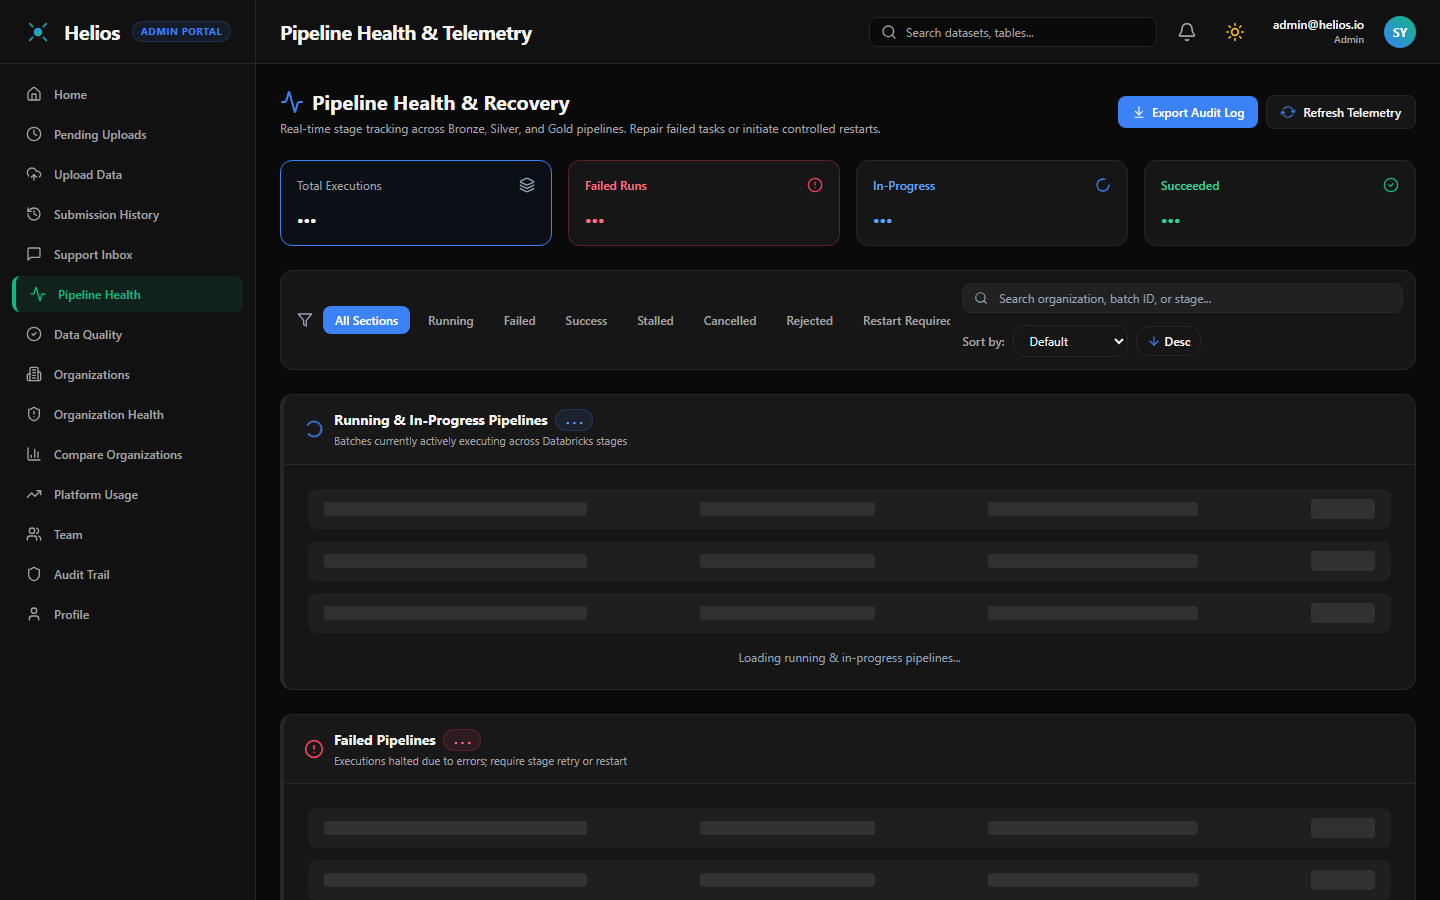 Helios
ADMIN PORTAL
Pipeline Health & Telemetry
Search datasets, tables...
admin@helios.io
Admin
SY
Home
Pending Uploads
Upload Data
Submission History
Support Inbox
Pipeline Health
Data Quality
Organizations
Organization Health
Compare Organizations
Platform Usage
Team
Audit Trail
Profile
Pipeline Health & Recovery
Real-time stage tracking across Bronze, Silver, and Gold pipelines. Repair failed tasks or initiate controlled restarts.
Export Audit Log
Refresh Telemetry
Total Executions
•••
Failed Runs
•••
In-Progress
•••
Succeeded
•••
All Sections
Running
Failed
Success
Stalled
Cancelled
Rejected
Restart Required
Search organization, batch ID, or stage...
Sort by:
Default
Desc
Running & In-Progress Pipelines
...
Batches currently actively executing across Databricks stages
Loading running & in-progress pipelines...
Failed Pipelines
...
Executions halted due to errors; require stage retry or restart